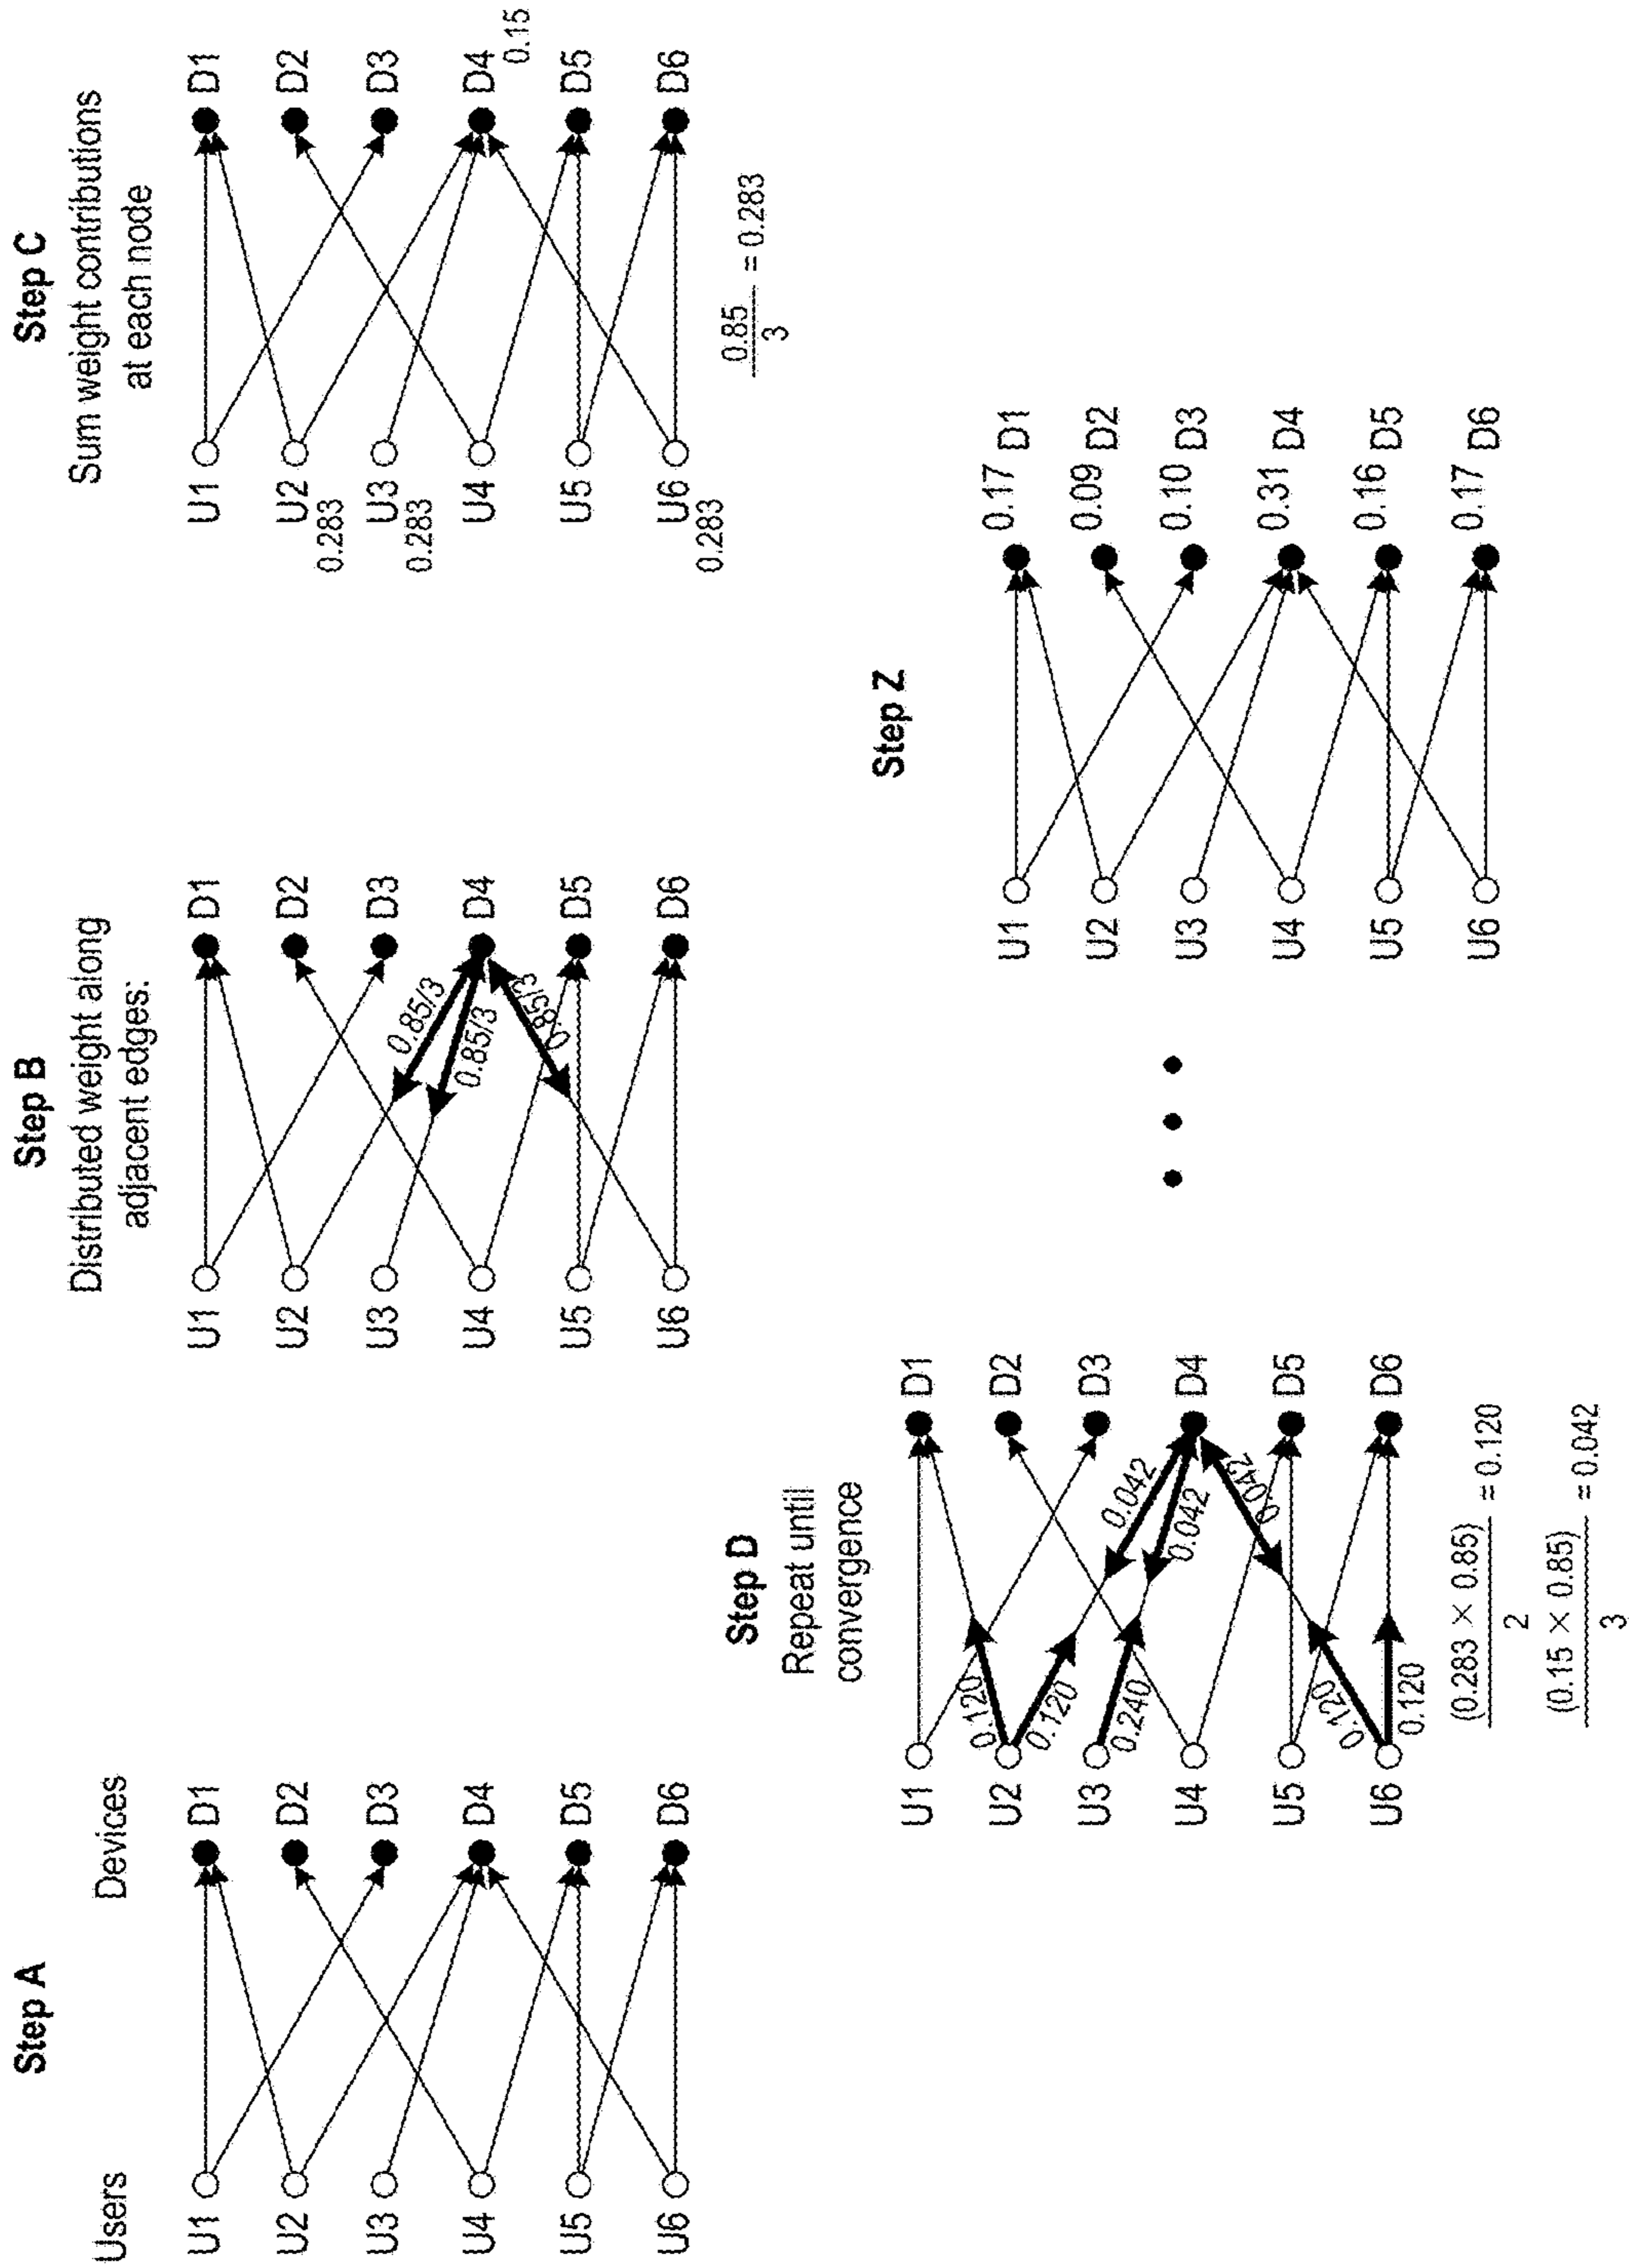 Step A
Users
Devices
U1
D1
U2
D2
U3
D3
U4
D4
U5
D5
U6
D6
Step B
Distributed weight along
adjacent edges:
U1
D1
U2
D2
U3
D3
0.85/3
U4
D4
0.85/3
0.85/3
U5
D5
U6
D6
Step C
Sum weight contributions
at each node
U1
D1
U2
0.283
D2
U3
0.283
D3
U4
D4
0.15
U5
D5
U6
0.283
D6
0.85
3
= 0.283
Step D
Repeat until
convergence
U1
D1
0.120
U2
D2
0.120
U3
D3
0.042
0.240
0.042
U4
D4
0.042
U5
D5
0.120
U6
D6
0.120
(0.283 × 0.85)
2
= 0.120
(0.15 × 0.85)
3
= 0.042
Step Z
U1
0.17
D1
U2
0.09
D2
U3
0.10
D3
U4
0.31
D4
U5
0.16
D5
U6
0.17
D6